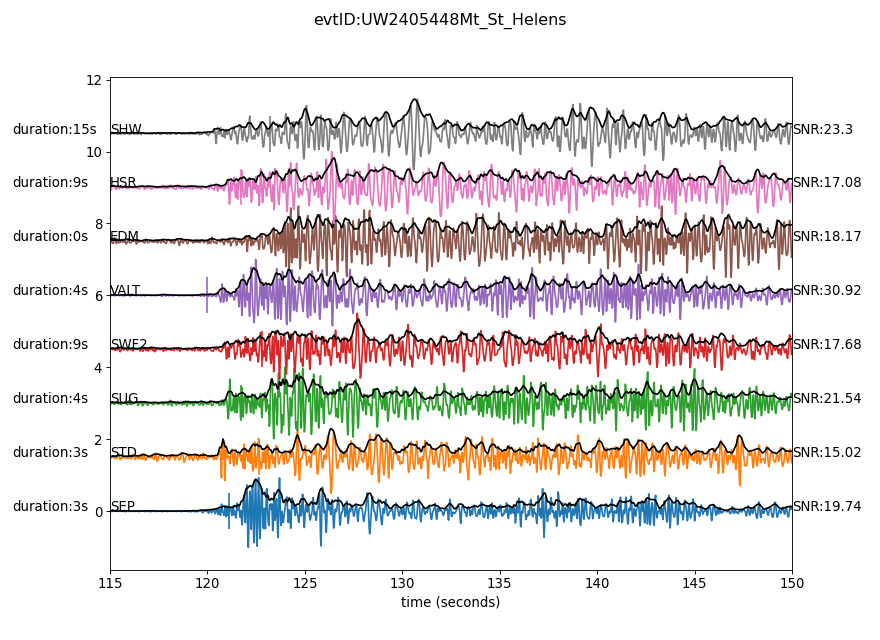 evtID:UW2405448Mt_St_Helens
12
duration:15s SHW SNR:23.3
10
duration:9s HSR SNR:17.08
8
duration:0s EDM SNR:18.17
duration:4s VALT SNR:30.92
6
duration:9s SWF2 SNR:17.68
4
duration:4s SUG SNR:21.54
2
duration:3s STD SNR:15.02
duration:3s SEP SNR:19.74
0
115 120 125 130 135 140 145 150
time (seconds)